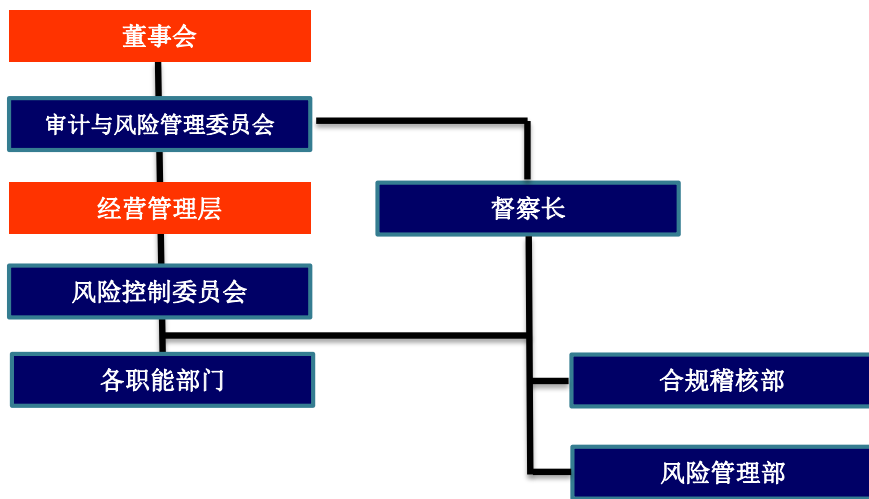 董事会
审计与风险管理委员会
经营管理层
督察长
风险控制委员会
各职能部门
合规稽核部
风险管理部